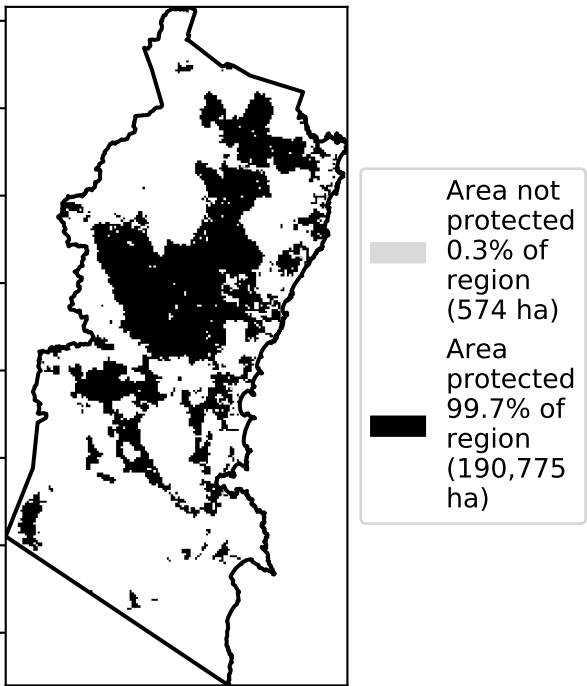 Area not
protected
0.3% of
region
(574 ha)
Area
protected
99.7% of
region
(190,775
ha)